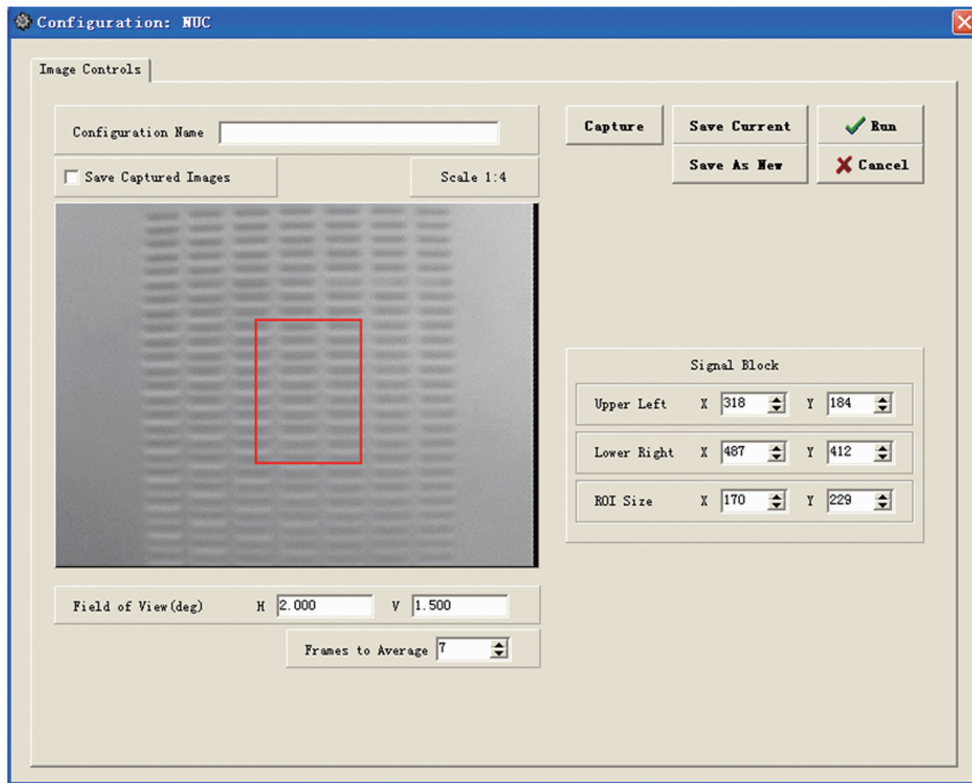 Configuration: NUC
Image Controls
Configuration Name
Capture
Save Current
Run
Save Captured Images
Scale 1:4
Save As New
Cancel
Signal Block
Upper Left X 318 Y 184
Lower Right X 487 Y 412
ROI Size X 170 Y 229
Field of View(deg) H 2.000 V 1.500
Frames to Average 7